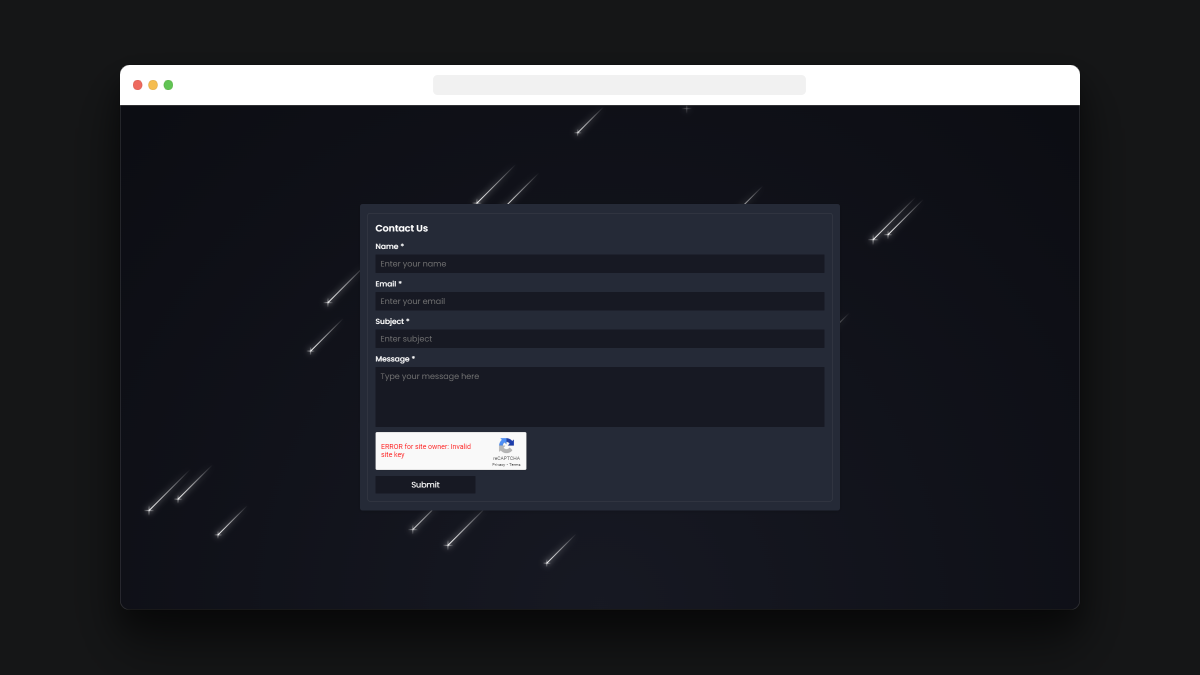 Contact Us
Name *
Enter your name
Email *
Enter your email
Subject *
Enter subject
Message *
Type your message here
ERROR for site owner: Invalid
site key
reCAPTCHA
Privacy - Terms
Submit